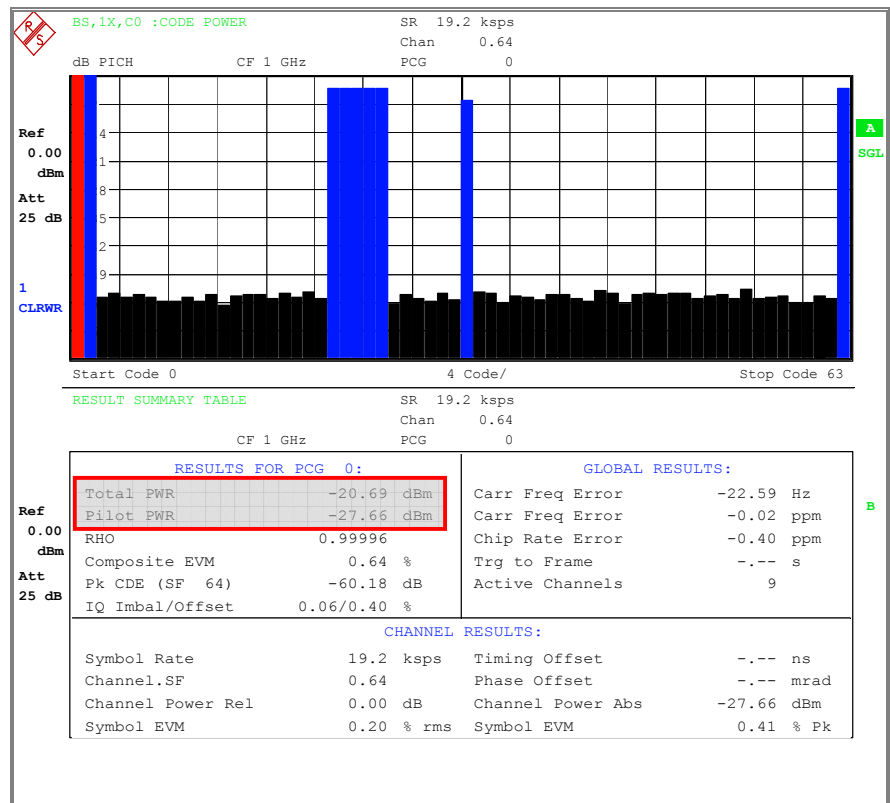 R/S
BS,1X,C0 :CODE POWER SR 19.2 ksps
Chan 0.64
dB PICH CF 1 GHz PCG 0
Ref
0.00
dBm
Att
25 dB
1
CLRWR
4
1
8
5
2
9
A
SGL
Start Code 0 4 Code/ Stop Code 63
RESULT SUMMARY TABLE SR 19.2 ksps
Chan 0.64
CF 1 GHz PCG 0
Ref
0.00
dBm
Att
25 dB
B
RESULTS FOR PCG 0: GLOBAL RESULTS:
Total PWR -20.69 dBm Carr Freq Error -22.59 Hz
Pilot PWR -27.66 dBm Carr Freq Error -0.02 ppm
RHO 0.99996 Chip Rate Error -0.40 ppm
Composite EVM 0.64 % Trg to Frame -.-- s
Pk CDE (SF 64) -60.18 dB Active Channels 9
IQ Imbal/Offset 0.06/0.40 %
CHANNEL RESULTS:
Symbol Rate 19.2 ksps Timing Offset -.-- ns
Channel.SF 0.64 Phase Offset -.-- mrad
Channel Power Rel 0.00 dB Channel Power Abs -27.66 dBm
Symbol EVM 0.20 % rms Symbol EVM 0.41 % Pk